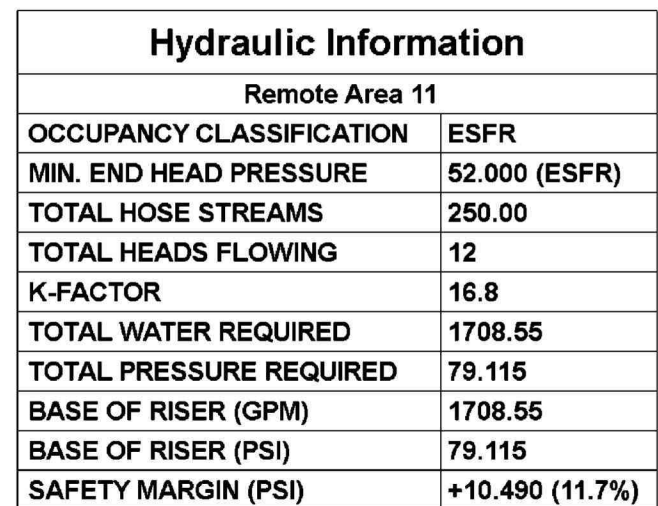 Hydraulic Information
Remote Area 11
OCCUPANCY CLASSIFICATION ESFR
MIN. END HEAD PRESSURE 52.000 (ESFR)
TOTAL HOSE STREAMS 250.00
TOTAL HEADS FLOWING 12
K-FACTOR 16.8
TOTAL WATER REQUIRED 1708.55
TOTAL PRESSURE REQUIRED 79.115
BASE OF RISER (GPM) 1708.55
BASE OF RISER (PSI) 79.115
SAFETY MARGIN (PSI) +10.490 (11.7%)